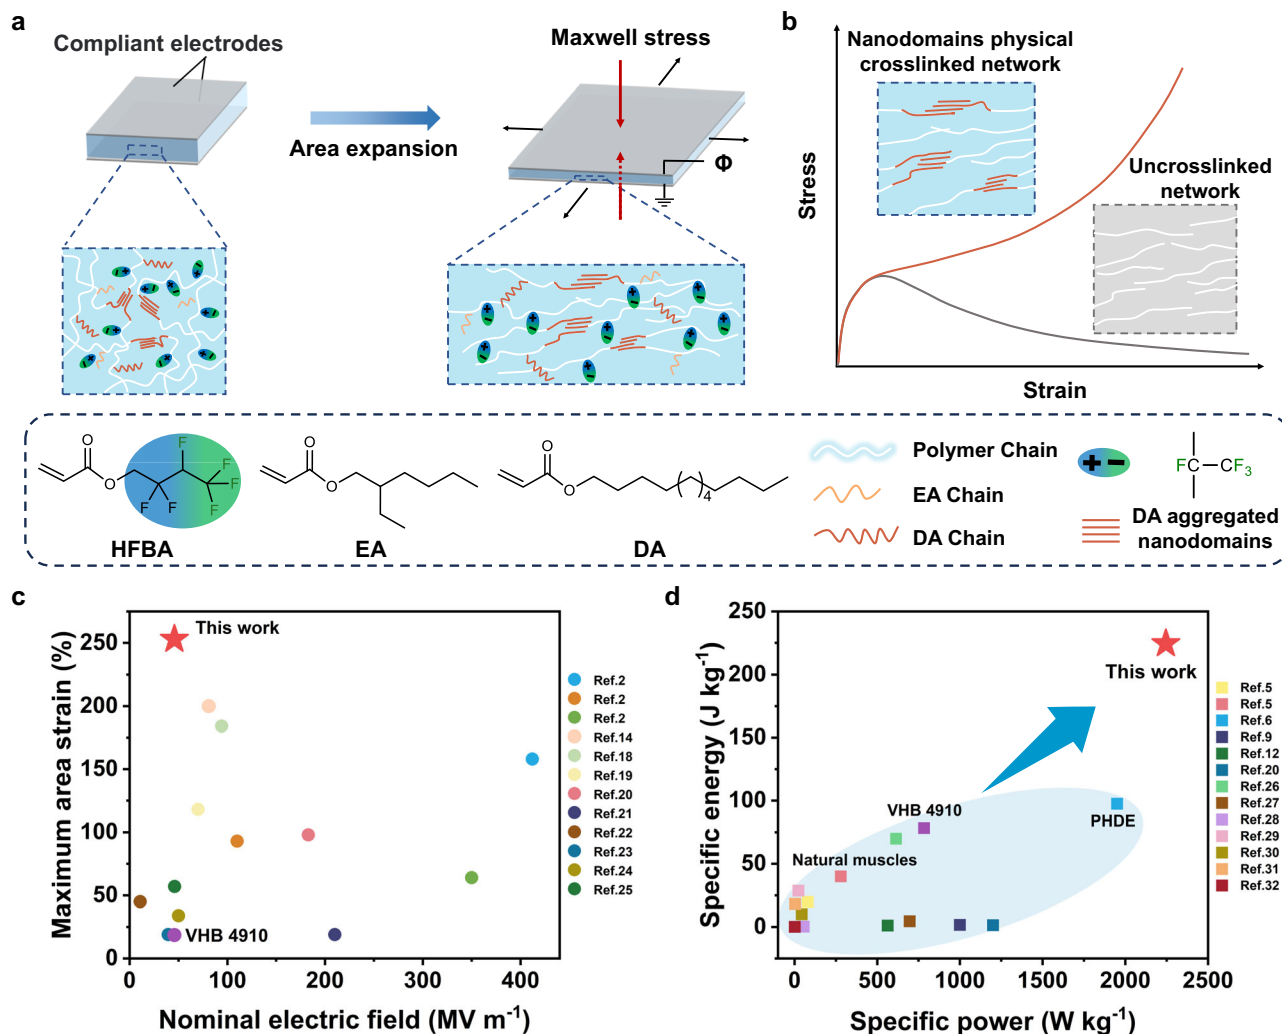 a
Compliant electrodes
Area expansion
Maxwell stress
Φ
b
Nanodomains physical
crosslinked network
Uncrosslinked
network
Stress
Strain
O
O
F
F
F
F
F
F
HFBA
O
O
EA
O
O
4
DA
Polymer Chain
EA Chain
DA Chain
+ −
F CF3
DA aggregated
nanodomains
c
Maximum area strain (%)
250
200
150
100
50
0
0 100 200 300 400
Nominal electric field (MV m⁻¹)
This work
VHB 4910
Ref.2
Ref.2
Ref.2
Ref.14
Ref.18
Ref.19
Ref.20
Ref.21
Ref.22
Ref.23
Ref.24
Ref.25
d
Specific energy (J kg⁻¹)
250
200
150
100
50
0
0 500 1000 1500 2000 2500
Specific power (W kg⁻¹)
This work
VHB 4910
PHDE
Natural muscles
Ref.5
Ref.5
Ref.6
Ref.9
Ref.12
Ref.20
Ref.26
Ref.27
Ref.28
Ref.29
Ref.30
Ref.31
Ref.32